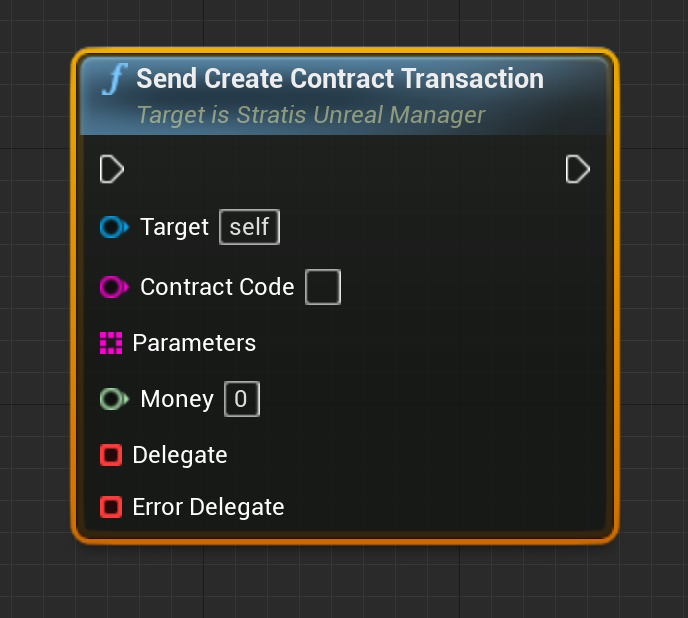 Send Create Contract Transaction
Target is Stratis Unreal Manager
Target self
Contract Code
Parameters
Money 0
Delegate
Error Delegate